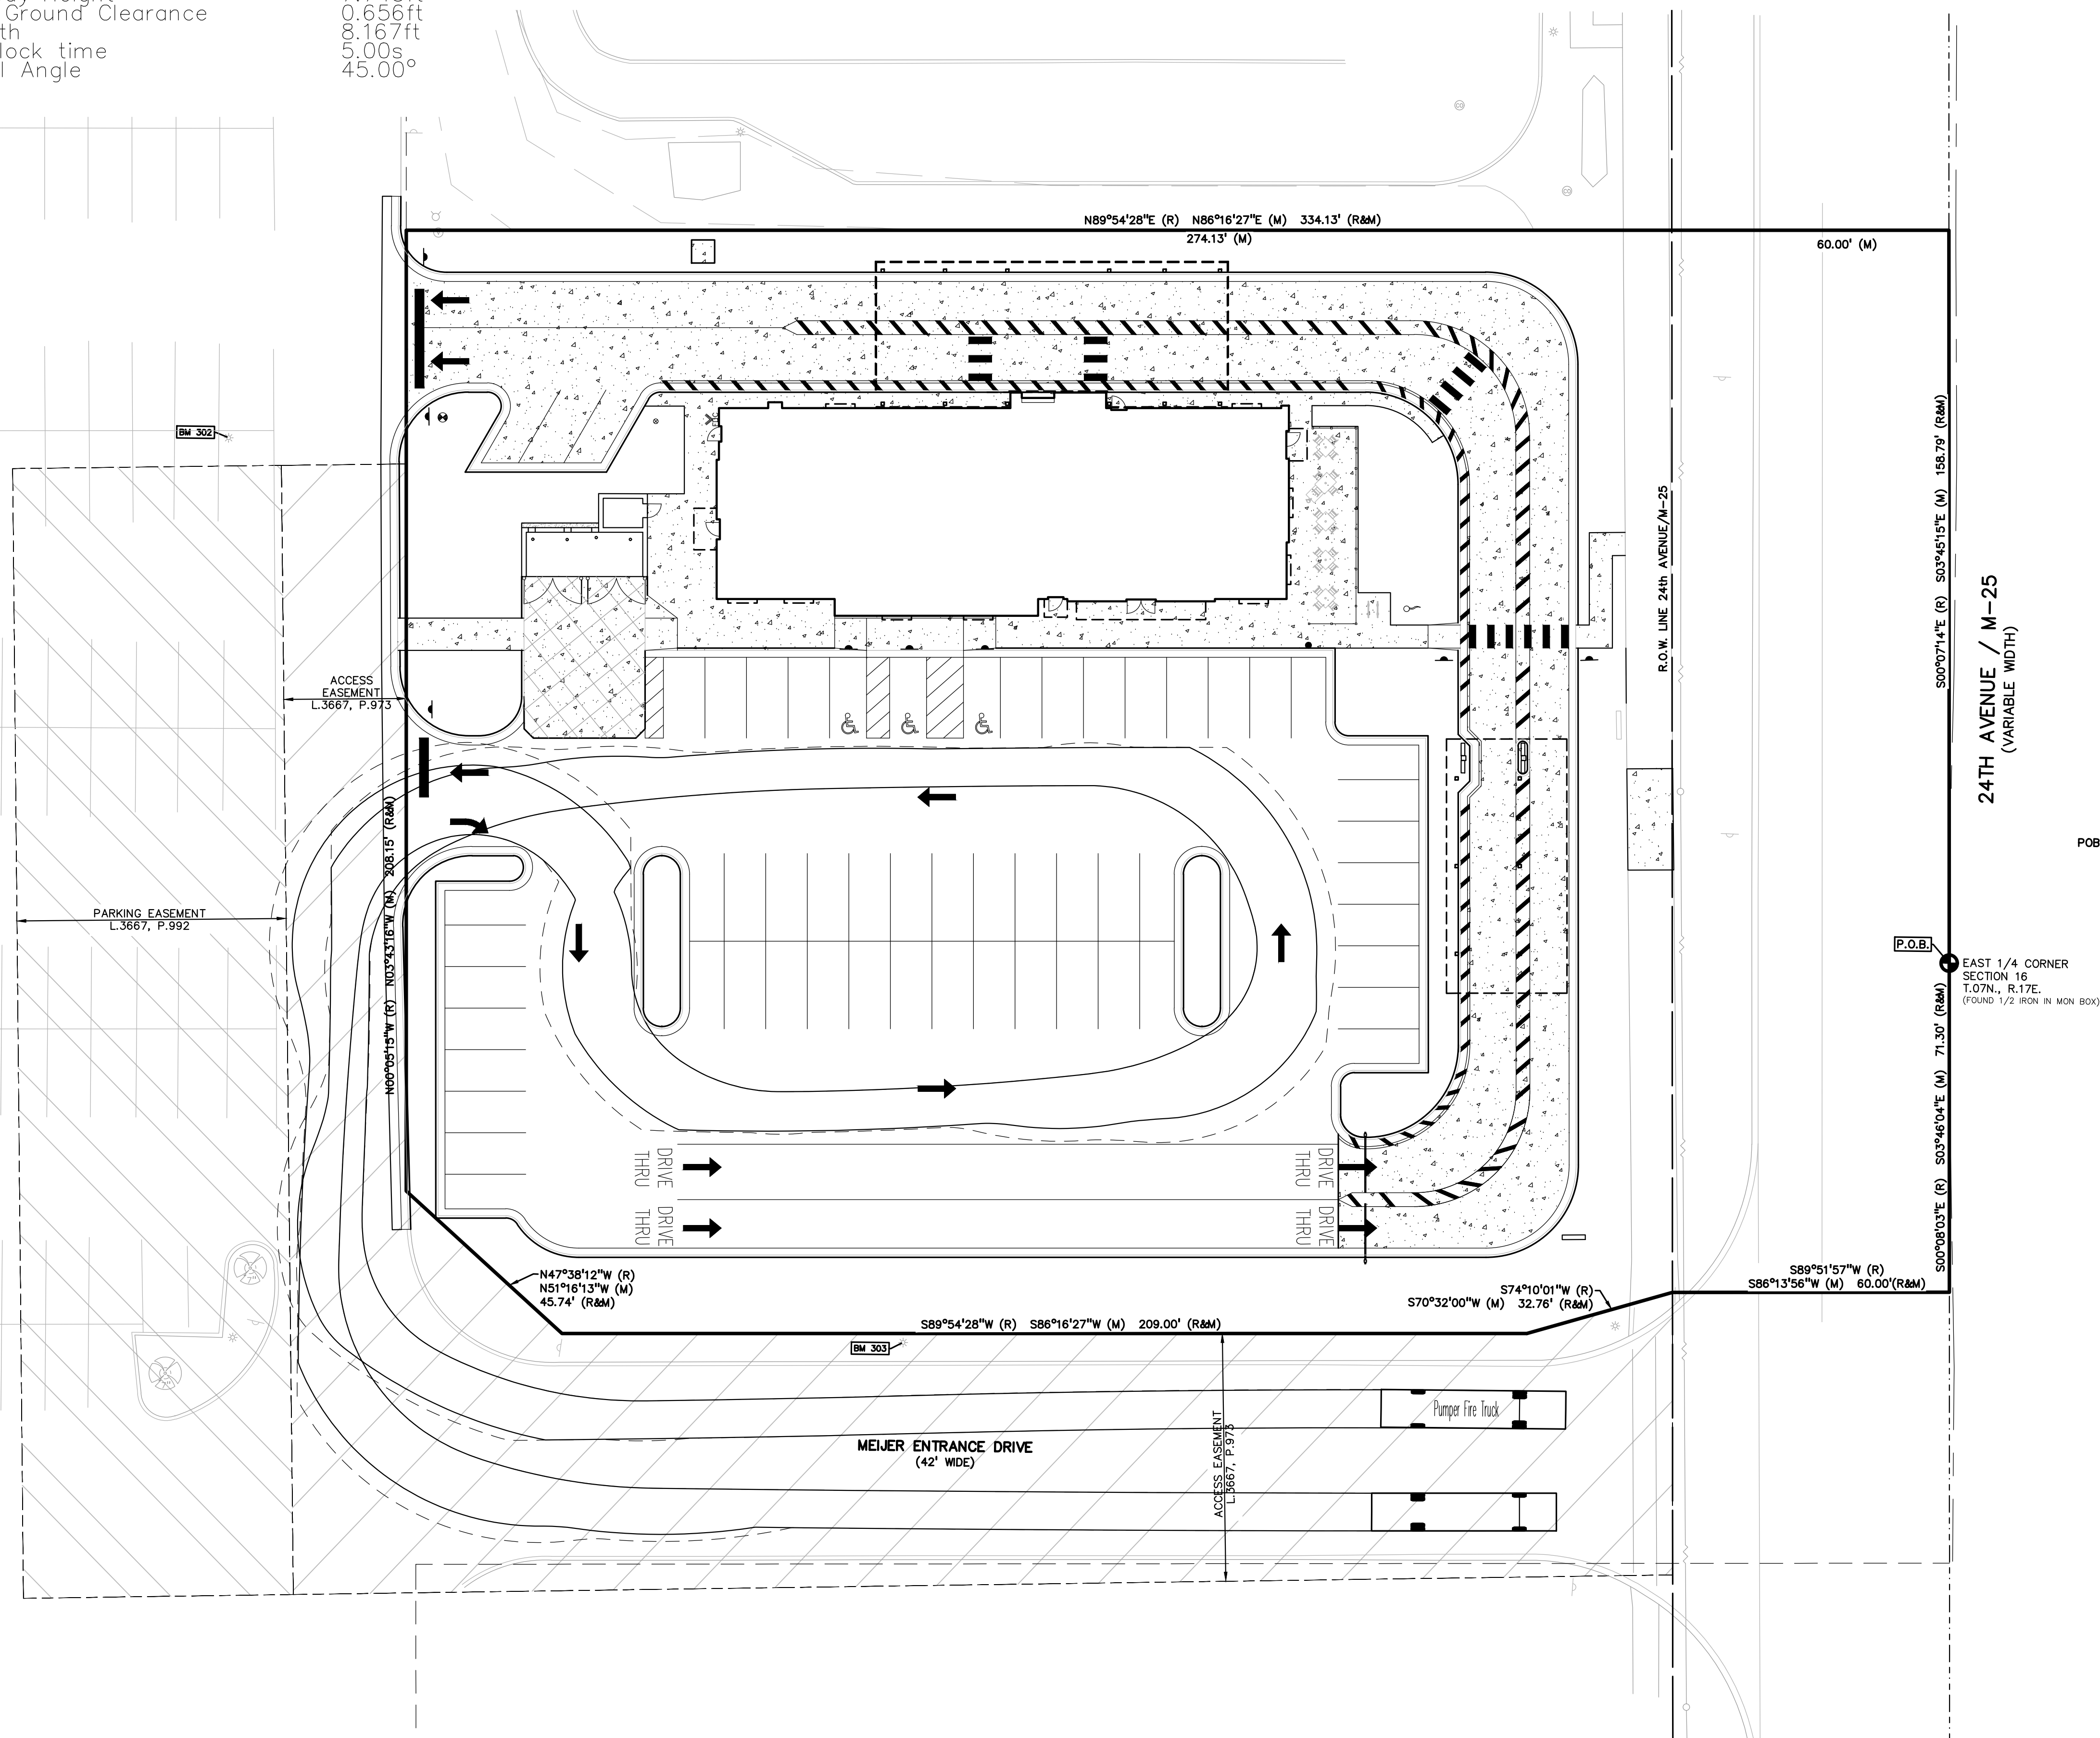 Ground Clearance 0.656ft
8.167ft
lock time 5.00s
Angle 45.00°
N89°54'28"E (R) N86°16'27"E (M) 334.13' (R&M)
274.13' (M)
60.00' (M)
BM 302
FDC
R.O.W. LINE 24th AVENUE/M-25
S00°07'14"E (R) S03°45'15"E (M) 158.79' (R&M)
24TH AVENUE / M-25
(VARIABLE WIDTH)
ACCESS
EASEMENT
L.3667, P.973
N00°05'15"W (R) N03°43'16"W (M) 208.15' (R&M)
PARKING EASEMENT
L.3667, P.992
POB
P.O.B.
EAST 1/4 CORNER
SECTION 16
T.07N., R.17E.
(FOUND 1/2 IRON IN MON BOX)
S00°08'03"E (R) S03°46'04"E (M) 71.30' (R&M)
DRIVE
THRU
DRIVE
THRU
DRIVE
THRU
DRIVE
THRU
N47°38'12"W (R)
N51°16'13"W (M)
45.74' (R&M)
S74°10'01"W (R)
S70°32'00"W (M) 32.76' (R&M)
S89°51'57"W (R)
S86°13'56"W (M) 60.00'(R&M)
S89°54'28"W (R) S86°16'27"W (M) 209.00' (R&M)
BM 303
7"
Pumper Fire Truck
MEIJER ENTRANCE DRIVE
(42' WIDE)
ACCESS EASEMENT
L.3667, P.973